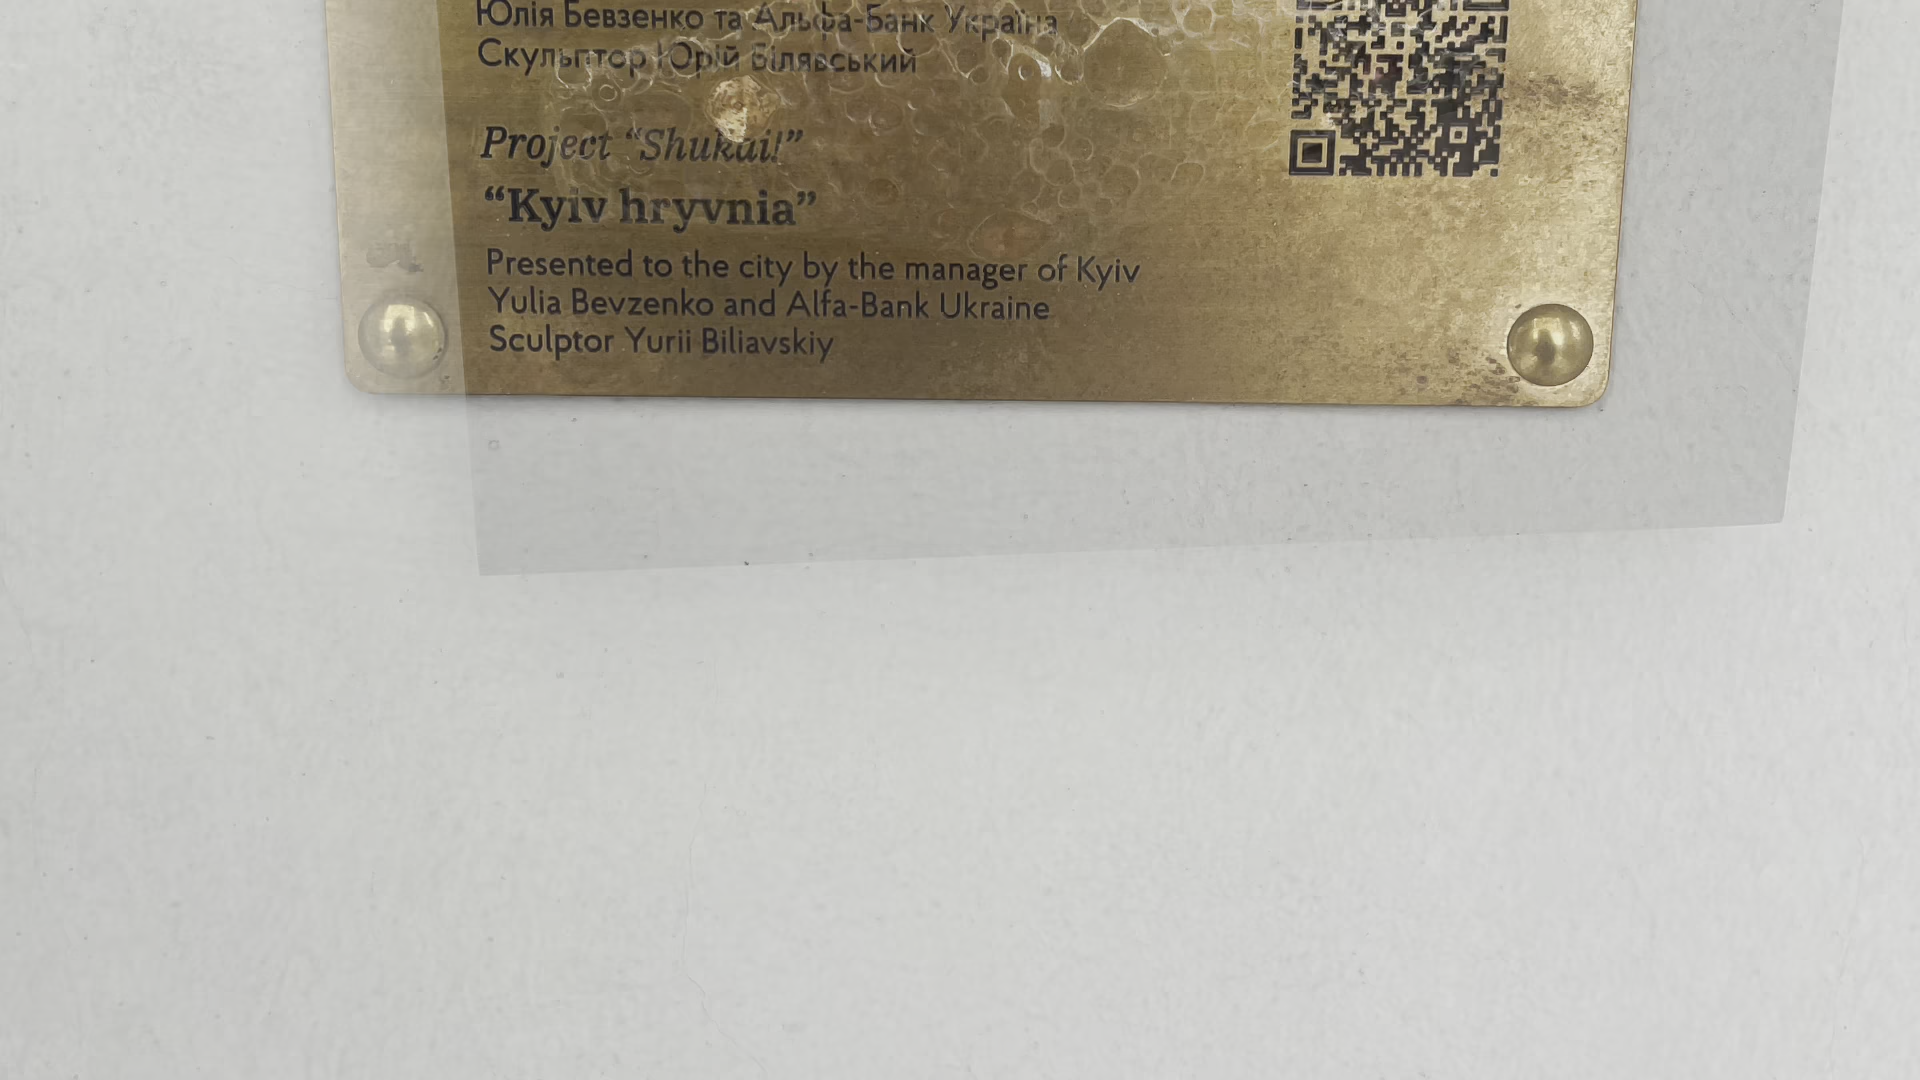 Юлія Бевзенко та Альфа-Банк Україна
Скульптор Юрій Білявський
Project “Shukai!”
“Kyiv hryvnia”
Presented to the city by the manager of Kyiv
Yulia Bevzenko and Alfa-Bank Ukraine
Sculptor Yurii Biliavskiy